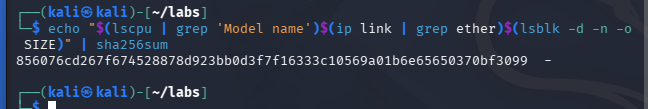 ┌──(kali㉿kali)-[~/labs]
└─$ echo "$(lscpu | grep 'Model name')$(ip link | grep ether)$(lsblk -d -n -o
SIZE)" | sha256sum
856076cd267f674528878d923bb0d3f7f16333c10569a01b6e65650370bf3099  -
┌──(kali㉿kali)-[~/labs]
└─$